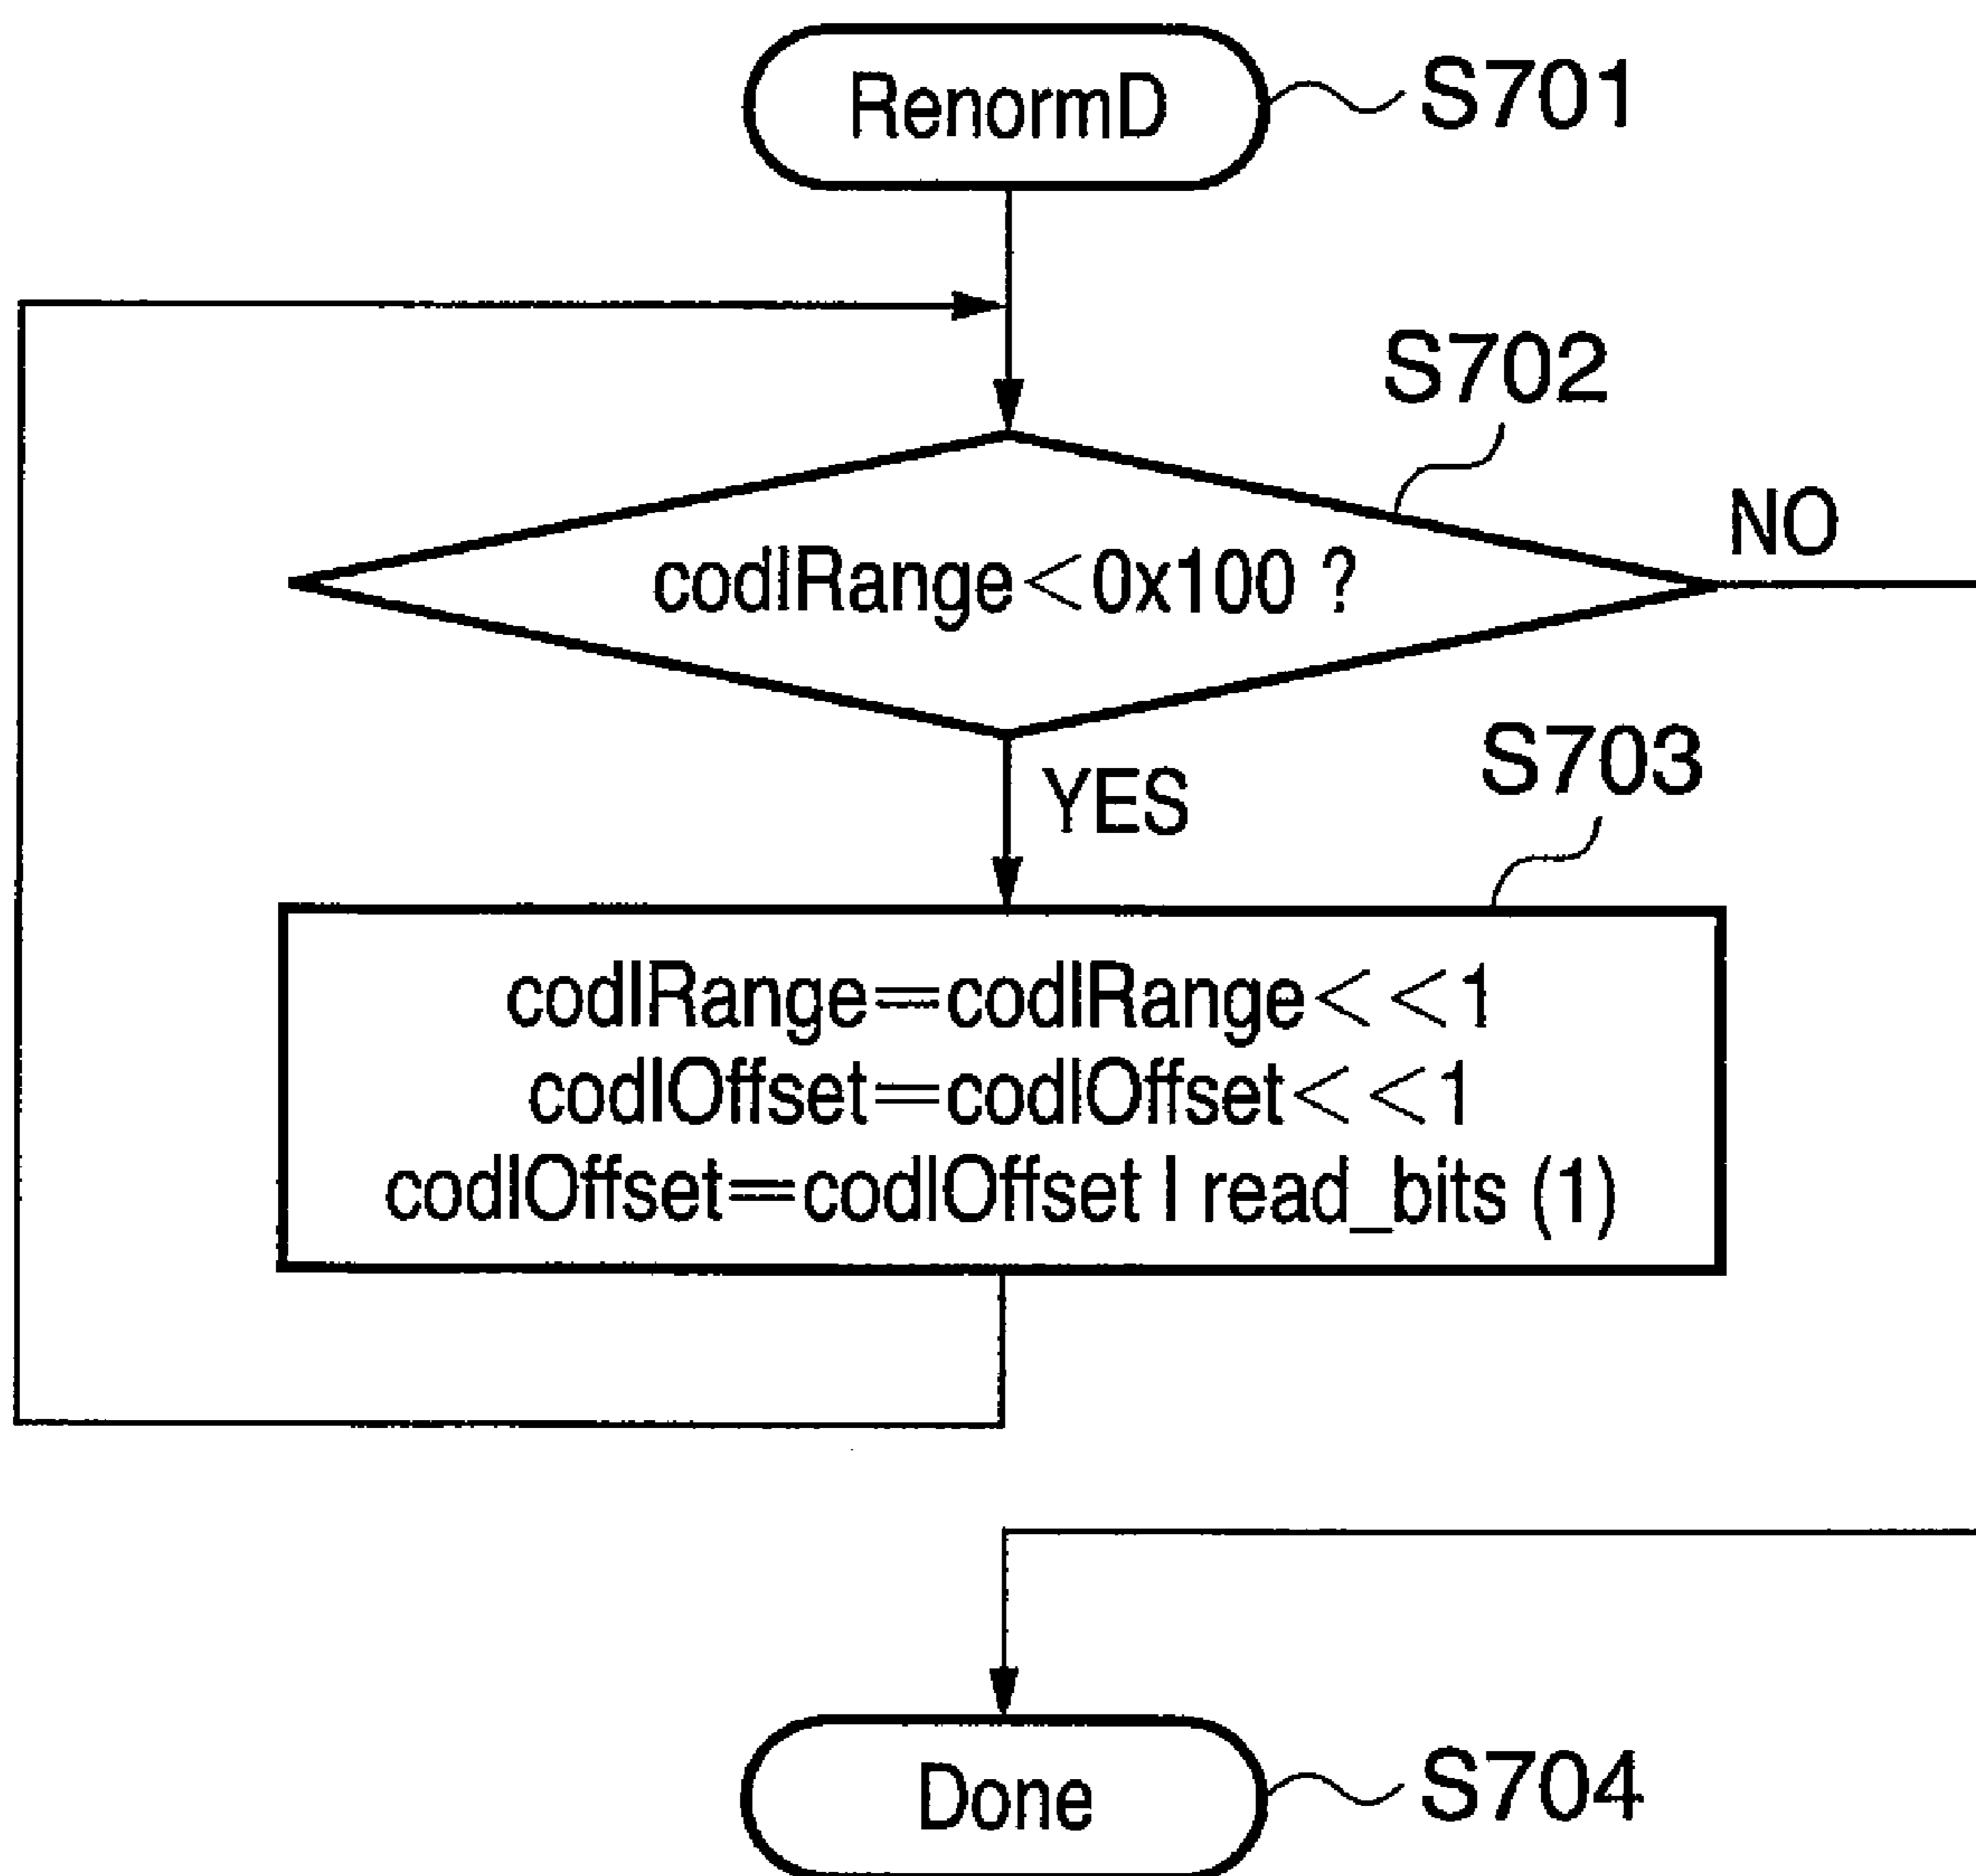 RenormD
S701
S702
codIRange<0x100 ?
NO
YES
S703
codIRange=codIRange<<1
codIOffset=codIOffset<<1
codIOffset=codIOffset | read_bits (1)
Done
S704